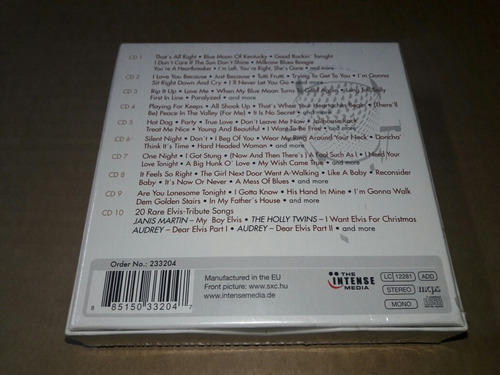 CD 1 That's All Right • Blue Moon Of Kentucky • Good Rockin' Tonight
I Don't Care If The Sun Don't Shine • Milkcow Blues Boogie
You're A Heartbreaker • I'm Left, You're Right, She's Gone • and more
CD 2 I Love You Because • Just Because • Tutti Frutti • Trying To Get To You • I'm Gonna
Sit Right Down And Cry • I'll Never Let You Go and more
CD 3 Rip It Up • Love Me • When My Blue Moon Turns To Gold Again • Long Tall Sally
First In Line • Paralyzed • and more
CD 4 Playing For Keeps • All Shook Up • That's When Your Heartaches Begin • (There'll
Be) Peace In The Valley (For Me) • It Is No Secret • and more
CD 5 Hot Dog • Party • True Love • Don't Leave Me Now • Jailhouse Rock
Treat Me Nice • Young And Beautiful • I Want To Be Free • and more
CD 6 Silent Night • Don't • I Beg Of You • Wear My Ring Around Your Neck • Doncha'
Think It's Time • Hard Headed Woman • and more
CD 7 One Night • I Got Stung • (Now And Then There's) A Fool Such As I • I Need Your
Love Tonight • A Big Hunk O' Love • My Wish Came True • and more
CD 8 It Feels So Right • The Girl Next Door Went A-Walking • Like A Baby • Reconsider
Baby • It's Now Or Never • A Mess Of Blues • and more
CD 9 Are You Lonesome Tonight • I Gotta Know • His Hand In Mine • I'm Gonna Walk
Dem Golden Stairs • In My Father's House • and more
CD 10 20 Rare Elvis-Tribute Songs
JANIS MARTIN – My Boy Elvis • THE HOLLY TWINS – I Want Elvis For Christmas
AUDREY – Dear Elvis Part I • AUDREY – Dear Elvis Part II • and more
Order No.: 233204
8 85150 33204 7
Manufactured in the EU
Front picture: www.sxc.hu
www.intensemedia.de
THE
INTENSE
MEDIA
LC 12281 ADD
STEREO mcps
MONO